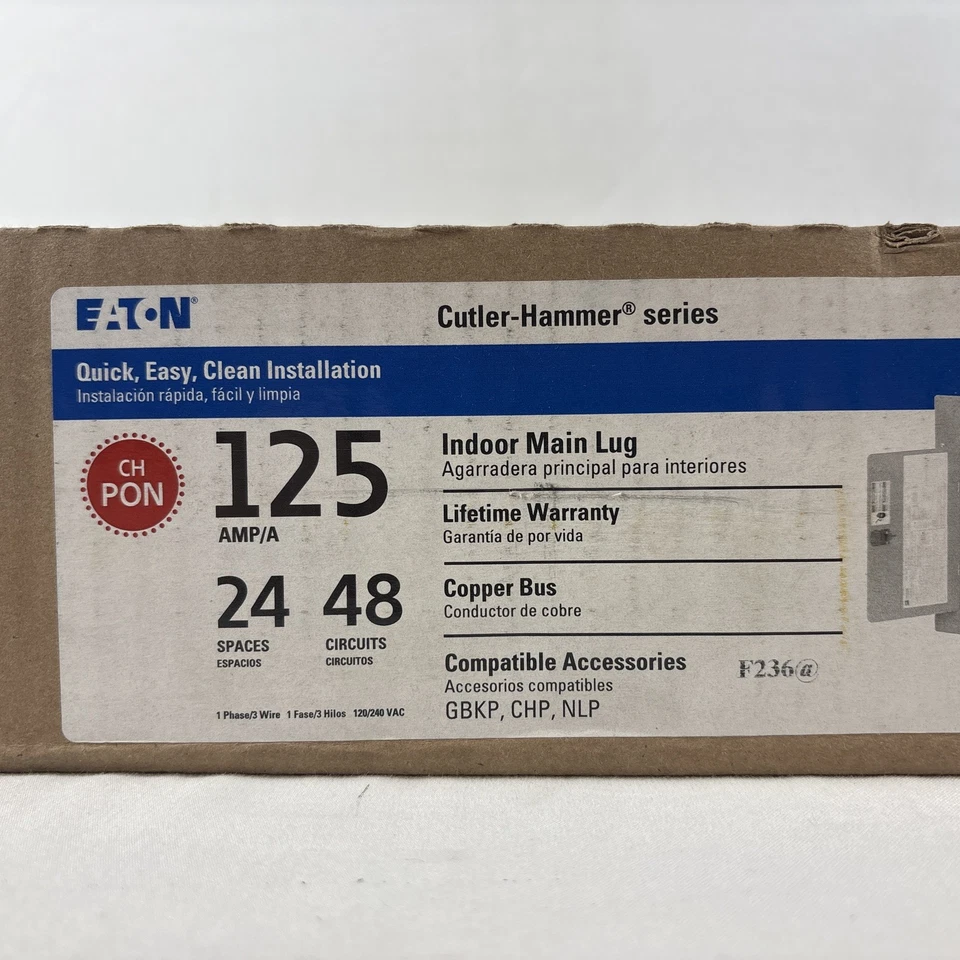 EATON®
Cutler-Hammer® series
Quick, Easy, Clean Installation
Instalación rápida, fácil y limpia
CH
PON
125
AMP/A
24 48
SPACES CIRCUITS
ESPACIOS CIRCUITOS
1 Phase/3 Wire 1 Fase/3 Hilos 120/240 VAC
Indoor Main Lug
Agarradera principal para interiores
Lifetime Warranty
Garantía de por vida
Copper Bus
Conductor de cobre
Compatible Accessories
Accesorios compatibles
GBKP, CHP, NLP
F236@